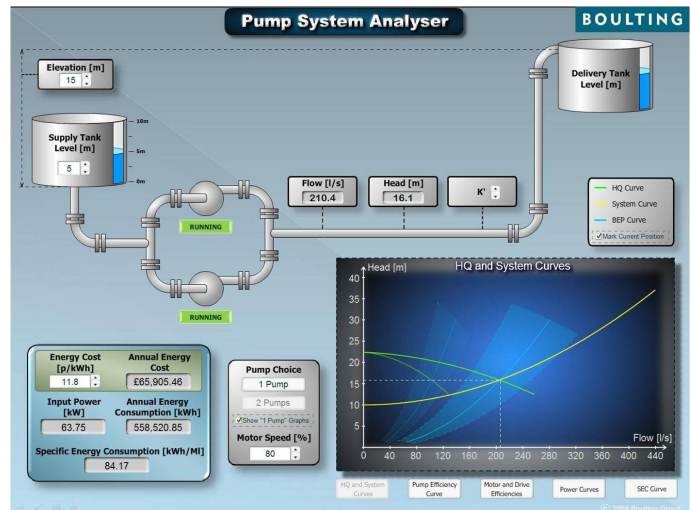 Pump System Analyser
BOULTING
Elevation [m]
15
Supply Tank
Level [m]
5
10m
5m
0m
Delivery Tank
Level [m]
RUNNING
RUNNING
Flow [l/s]
210.4
Head [m]
16.1
K'
HQ Curve
System Curve
BEP Curve
Mark Current Position
Energy Cost
[p/kWh]
11.8
Annual Energy
Cost
£65,905.46
Input Power
[kW]
63.75
Annual Energy
Consumption [kWh]
558,520.85
Specific Energy Consumption [kWh/Ml]
84.17
Pump Choice
1 Pump
2 Pumps
Show "1 Pump" Graphs
Motor Speed [%]
80
HQ and System Curves
Head [m]
40
35
30
25
20
15
10
5
Flow [l/s]
0 40 80 120 160 200 240 280 320 360 400 440
HQ and System
Curves
Pump Efficiency
Curve
Motor and Drive
Efficiencies
Power Curves
SEC Curve
© 2009 Boulting Group